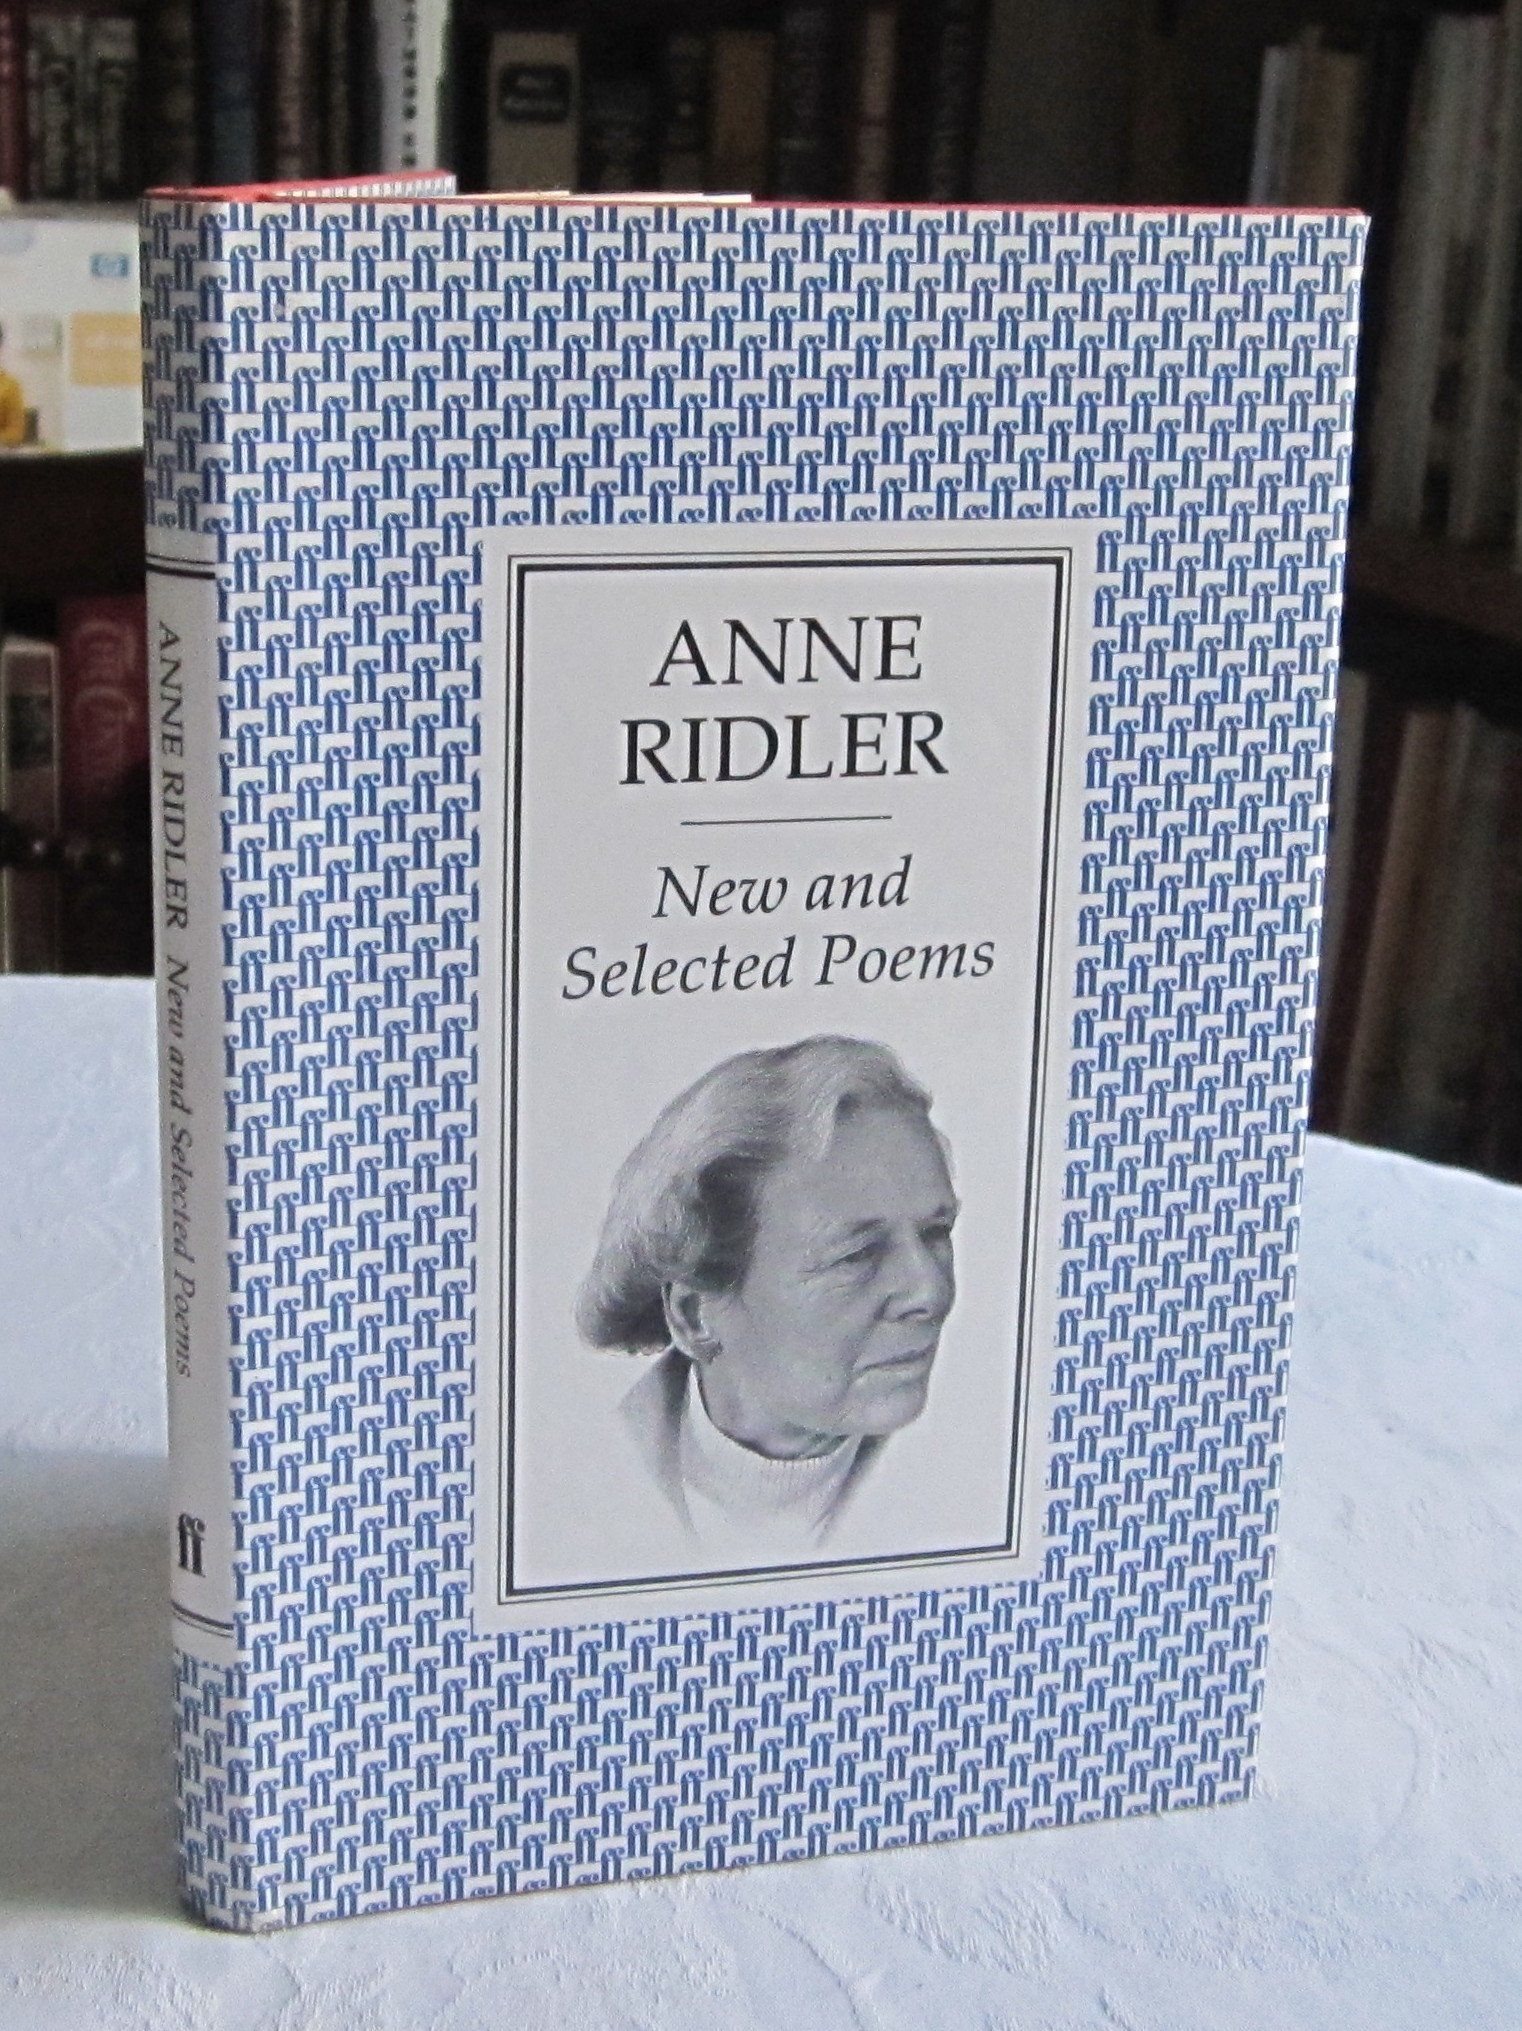 ANNE
RIDLER
New and
Selected Poems
ANNE RIDLER New and Selected Poems
ff